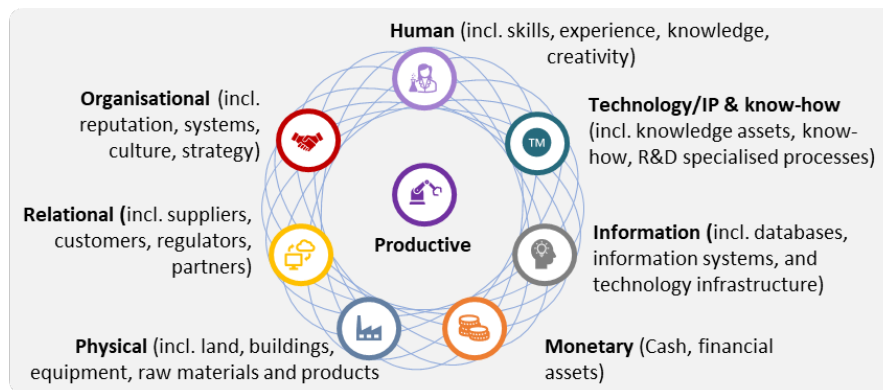 Human (incl. skills, experience, knowledge,
creativity)
Organisational (incl.
reputation, systems,
culture, strategy)
Technology/IP & know-how
(incl. knowledge assets, know-
how, R&D specialised processes)
TM
Relational (incl. suppliers,
customers, regulators,
partners)
Productive
Information (incl. databases,
information systems, and
technology infrastructure)
Physical (incl. land, buildings,
equipment, raw materials and products
Monetary (Cash, financial
assets)